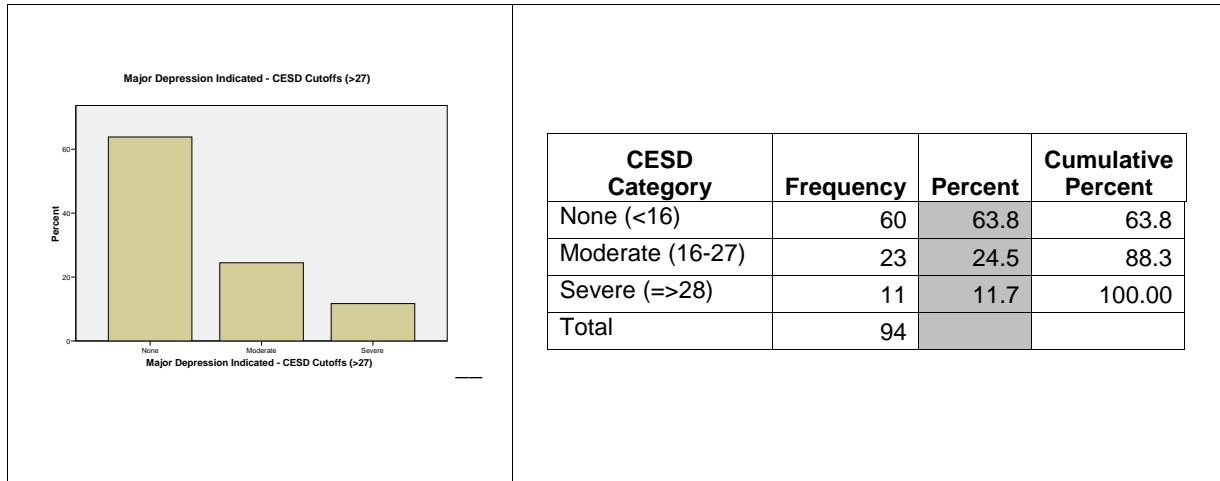 Major Depression Indicated - CESD Cutoffs (>27)
60
40
20
0
Percent
None Moderate Severe
Major Depression Indicated - CESD Cutoffs (>27)
CESD Category Frequency Percent Cumulative Percent
None (<16) 60 63.8 63.8
Moderate (16-27) 23 24.5 88.3
Severe (=>28) 11 11.7 100.00
Total 94